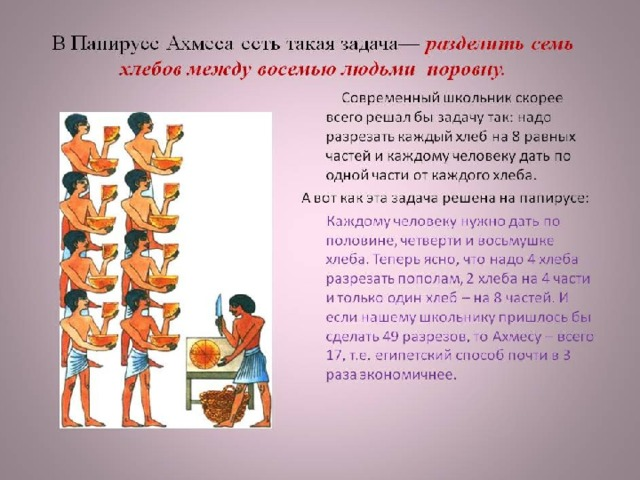 В Папирусе Ахмеса есть такая задача— разделить семь
хлебов между восемью людьми поровну.
Современный школьник скорее
всего решал бы задачу так: надо
разрезать каждый хлеб на 8 равных
частей и каждому человеку дать по
одной части от каждого хлеба.
А вот как эта задача решена на папирусе:
Каждому человеку нужно дать по
половине, четверти и восьмушке
хлеба. Теперь ясно, что надо 4 хлеба
разрезать пополам, 2 хлеба на 4 части
и только один хлеб – на 8 частей. И
если нашему школьнику пришлось бы
сделать 49 разрезов, то Ахмесу – всего
17, т.е. египетский способ почти в 3
раза экономичнее.